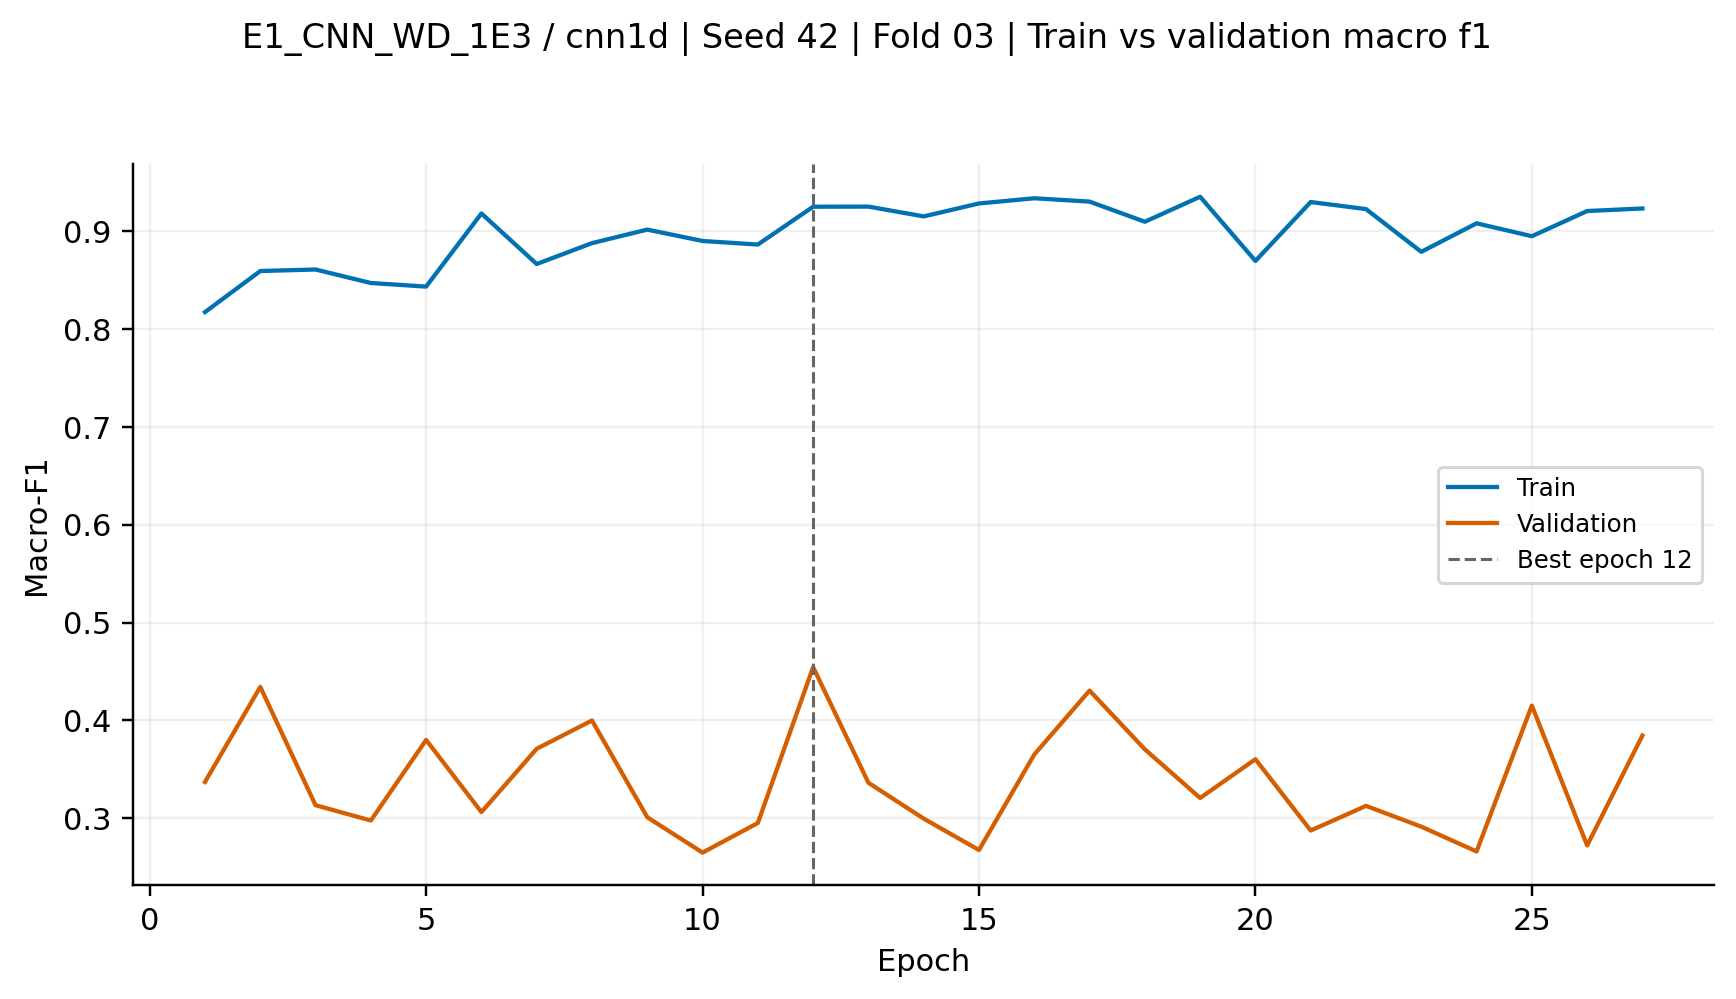 E1_CNN_WD_1E3 / cnn1d | Seed 42 | Fold 03 | Train vs validation macro f1
Macro-F1
0.9
0.8
0.7
0.6
0.5
0.4
0.3
Train
Validation
Best epoch 12
0 5 10 15 20 25
Epoch